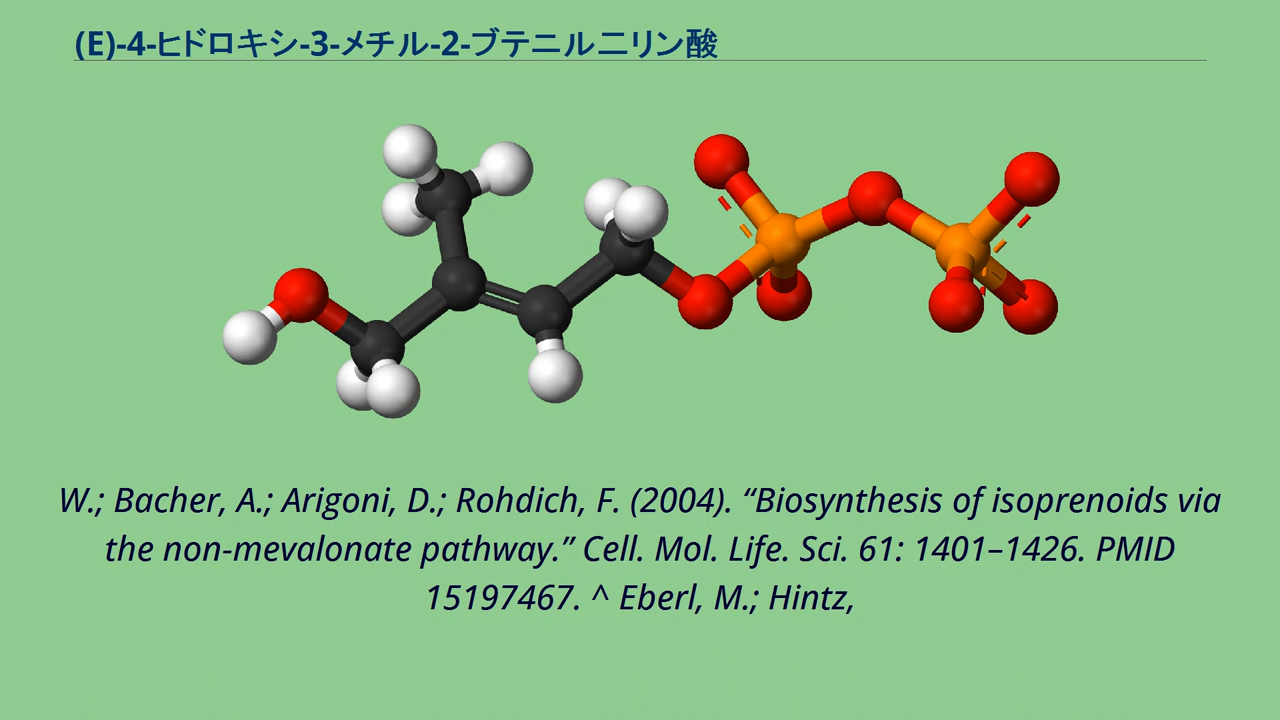 (E)-4-ヒドロキシ-3-メチル-2-ブテニル二リン酸
W.; Bacher, A.; Arigoni, D.; Rohdich, F. (2004). “Biosynthesis of isoprenoids via
the non-mevalonate pathway.” Cell. Mol. Life. Sci. 61: 1401–1426. PMID
15197467. ^ Eberl, M.; Hintz,